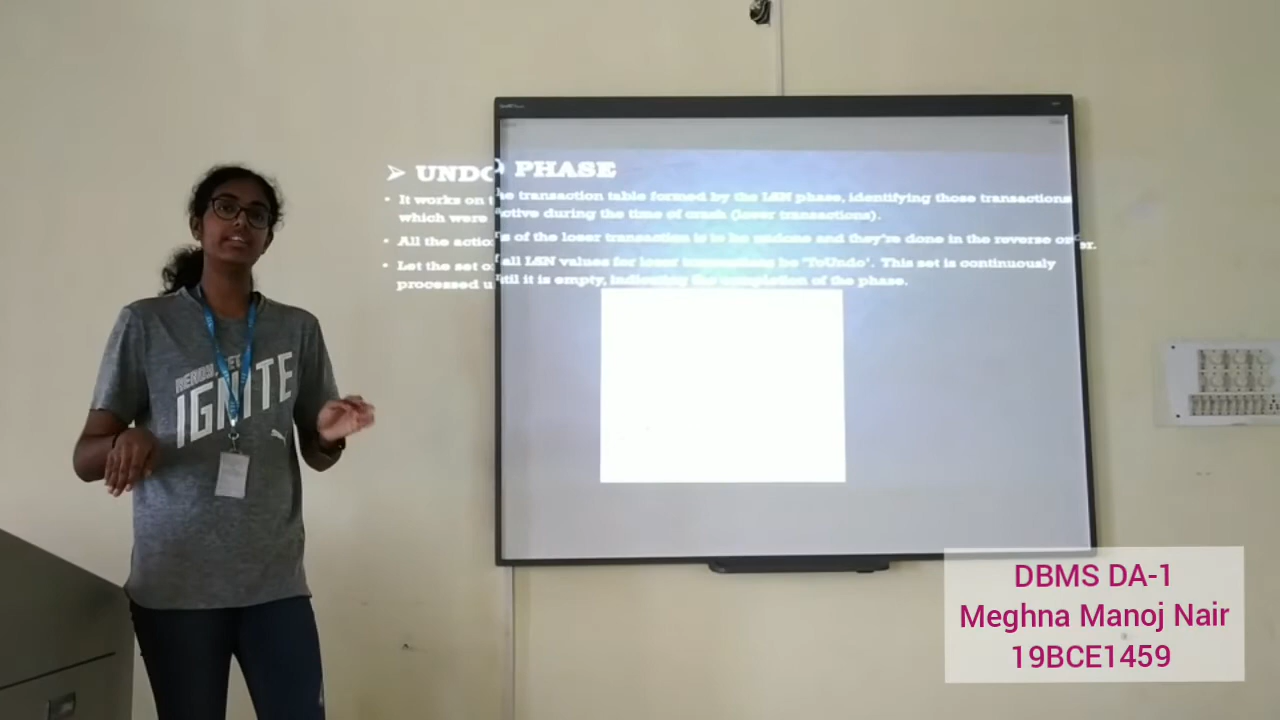 ➤ UNDO PHASE
• It works on the transaction table formed by the LSN phase, identifying those transactions
which were active during the time of crash (loser transactions).
• All the actions of the loser transaction is to be undone and they're done in the reverse order.
• Let the set of all LSN values for loser transactions be 'ToUndo'. This set is continuously
processed until it is empty, indicating the completion of the phase.
IGNITE
DBMS DA-1
Meghna Manoj Nair
19BCE1459